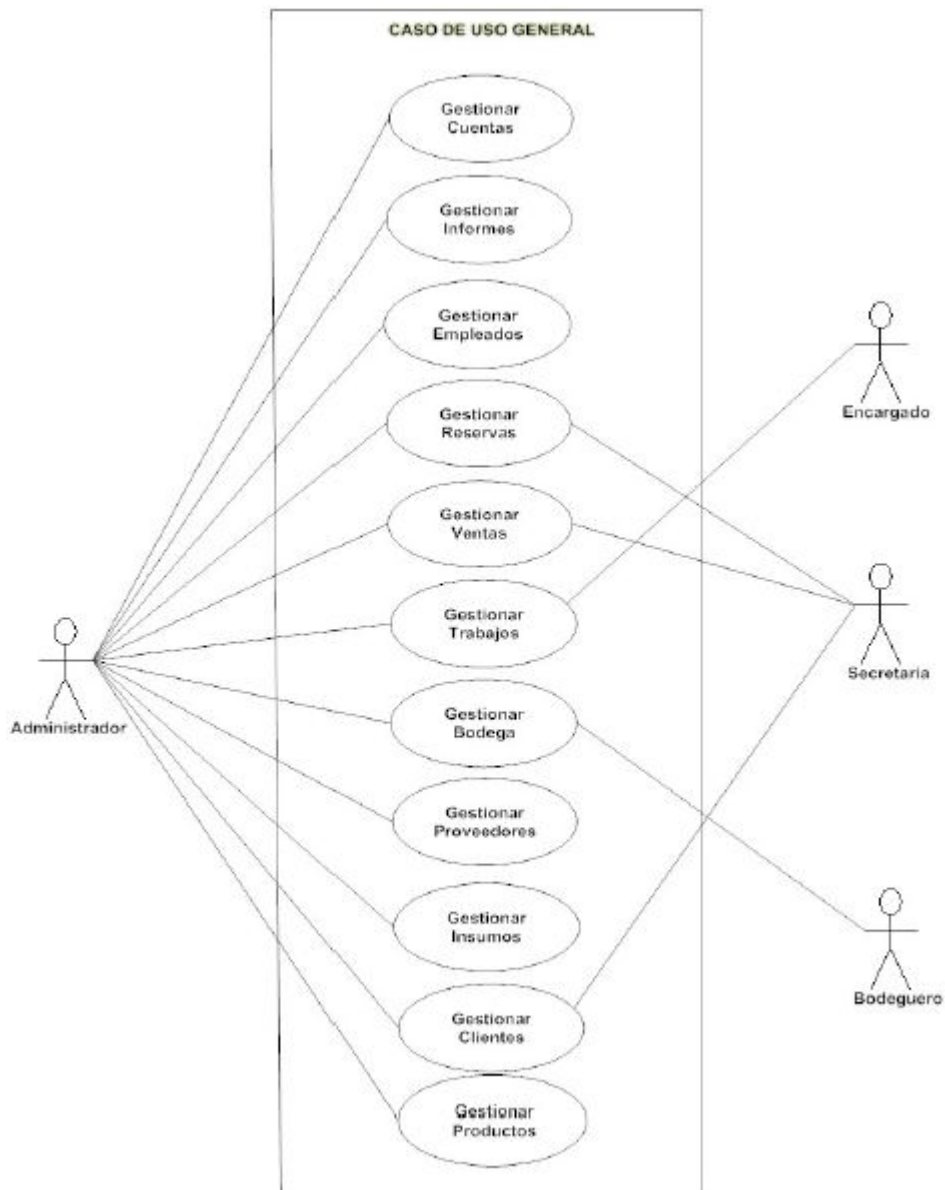 CASO DE USO GENERAL
Gestionar
Cuentas
Gestionar
Informes
Gestionar
Empleados
Gestionar
Reservas
Gestionar
Ventas
Gestionar
Trabajos
Gestionar
Bodega
Gestionar
Proveedores
Gestionar
Insumos
Gestionar
Clientes
Gestionar
Productos
Administrador
Encargado
Secretaria
Bodeguero